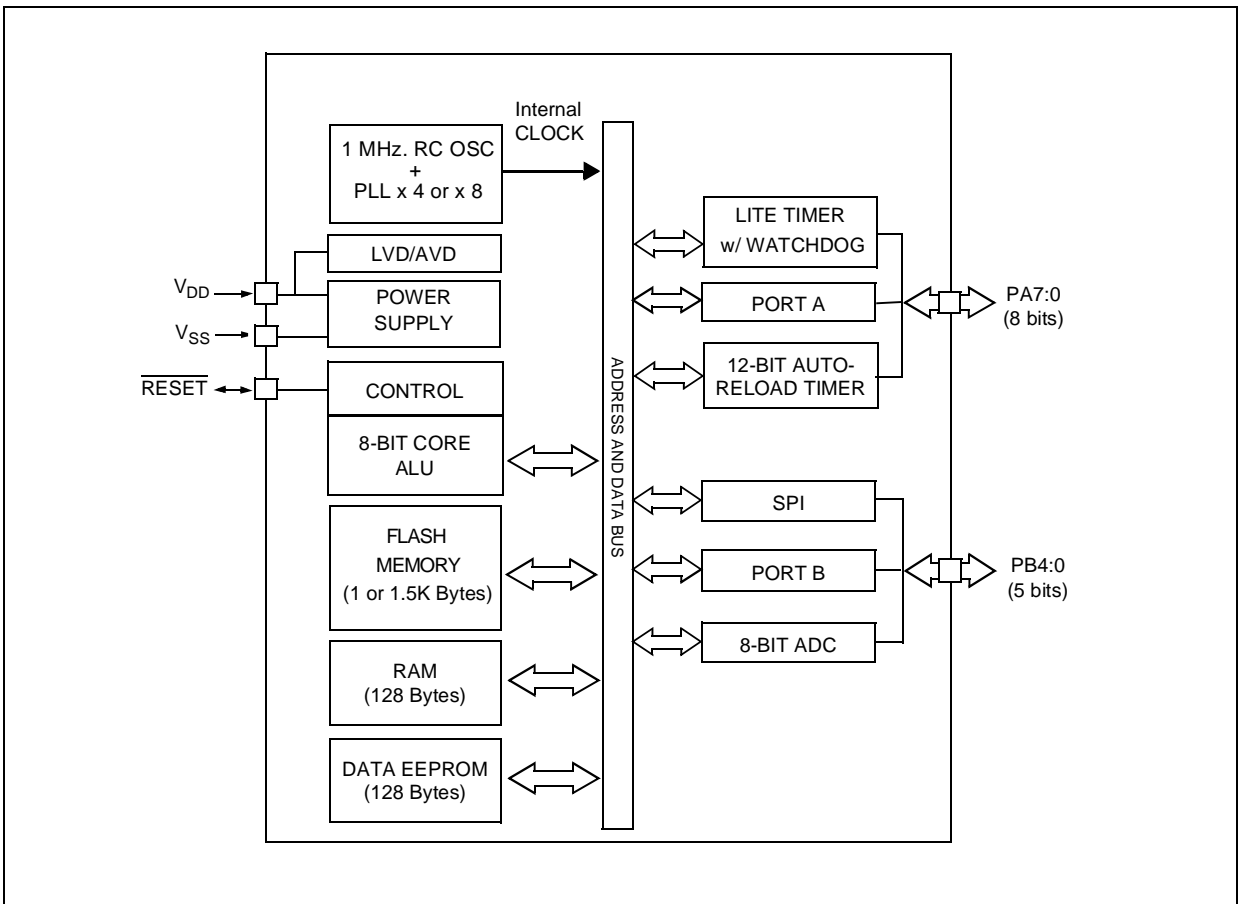 Internal
CLOCK
1 MHz. RC OSC
+
PLL x 4 or x 8
LVD/AVD
VDD
POWER
SUPPLY
VSS
RESET
CONTROL
8-BIT CORE
ALU
FLASH
MEMORY
(1 or 1.5K Bytes)
RAM
(128 Bytes)
DATA EEPROM
(128 Bytes)
ADDRESS AND DATA BUS
LITE TIMER
w/ WATCHDOG
PORT A
PA7:0
(8 bits)
12-BIT AUTO-
RELOAD TIMER
SPI
PORT B
PB4:0
(5 bits)
8-BIT ADC